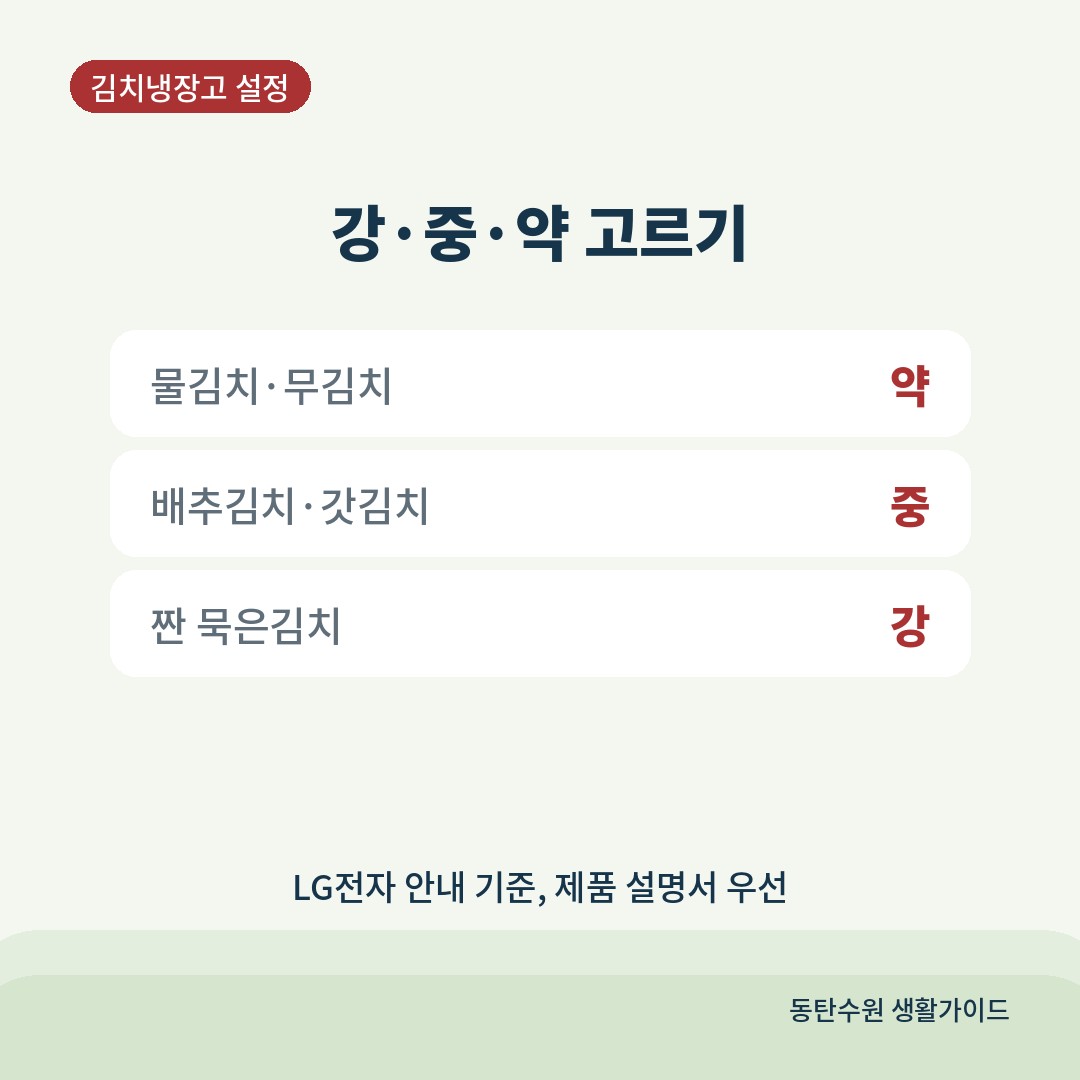 김치냉장고 설정
강·중·약 고르기
물김치·무김치 약
배추김치·갓김치 중
짠 묵은김치 강
LG전자 안내 기준, 제품 설명서 우선
동탄수원 생활가이드